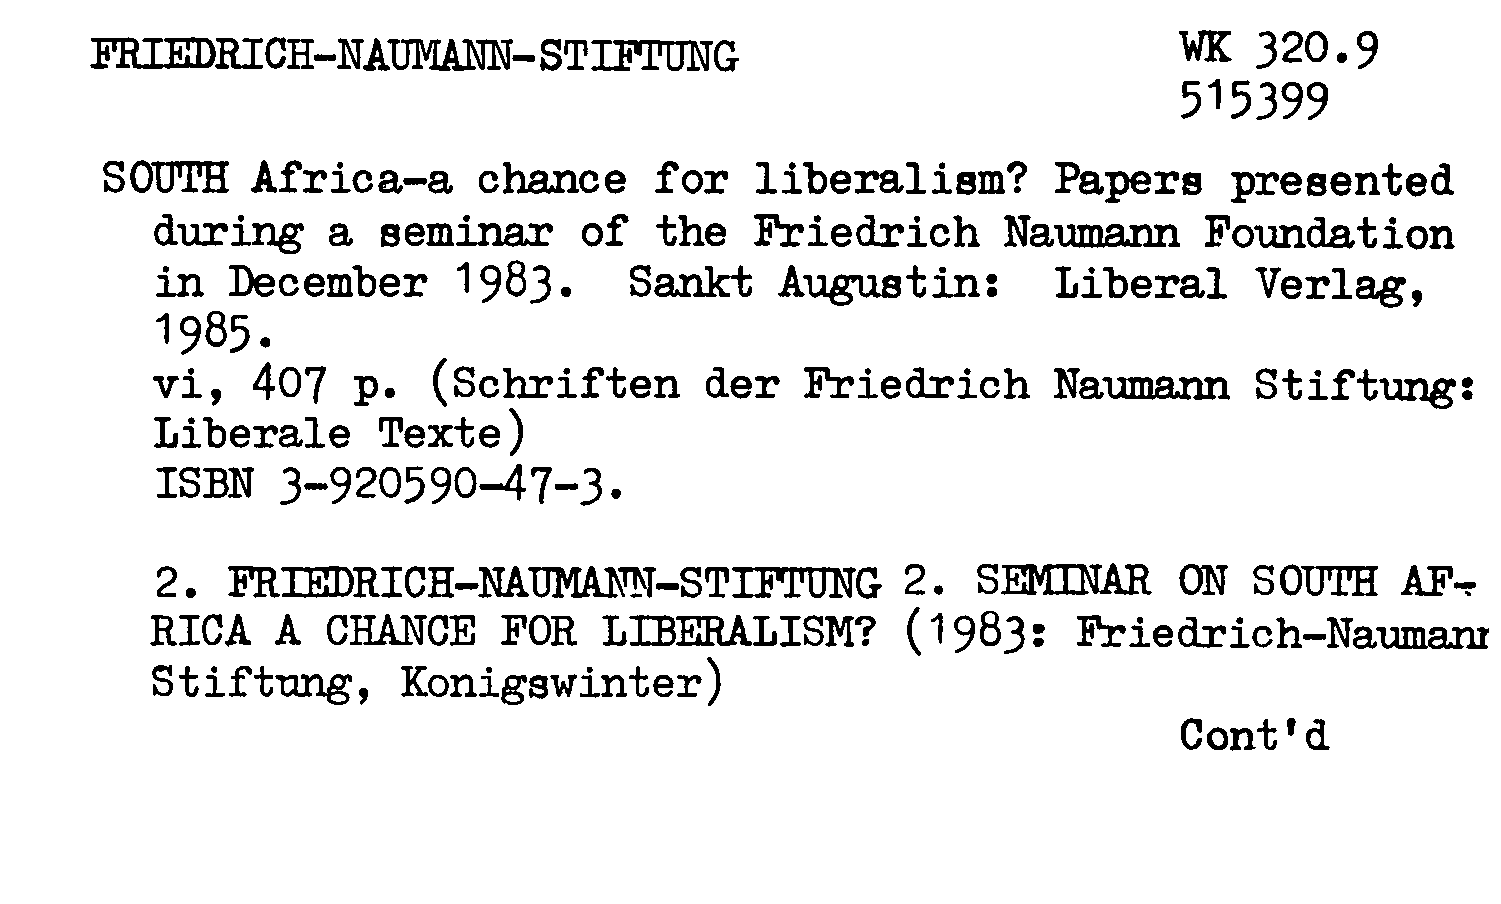 FRIEDRICH-NAUMANN-STIFTUNG
WK 320.9
515399
SOUTH Africa-a chance for liberalism? Papers presented
during a seminar of the Friedrich Naumann Foundation
in December 1983. Sankt Augustin: Liberal Verlag,
1985.
vi, 407 p. (Schriften der Friedrich Naumann Stiftung:
Liberale Texte)
ISBN 3-920590-47-3.
2. FRIEDRICH-NAUMANN-STIFTUNG 2. SEMINAR ON SOUTH AF-
RICA A CHANCE FOR LIBERALISM? (1983: Friedrich-Naumann
Stiftung, Konigswinter)
Cont'd